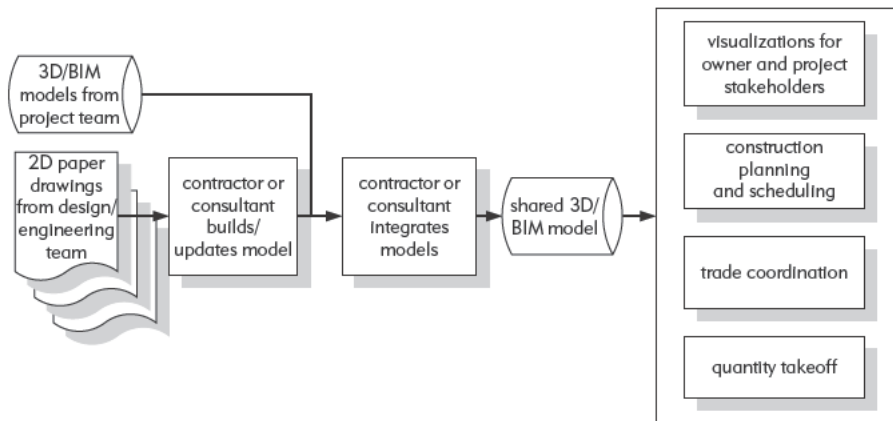 3D/BIM
models from
project team
2D paper
drawings
from design/
engineering
team
contractor or
consultant
builds/
updates model
contractor or
consultant
integrates
models
shared 3D/
BIM model
visualizations for
owner and project
stakeholders
construction
planning
and scheduling
trade coordination
quantity takeoff